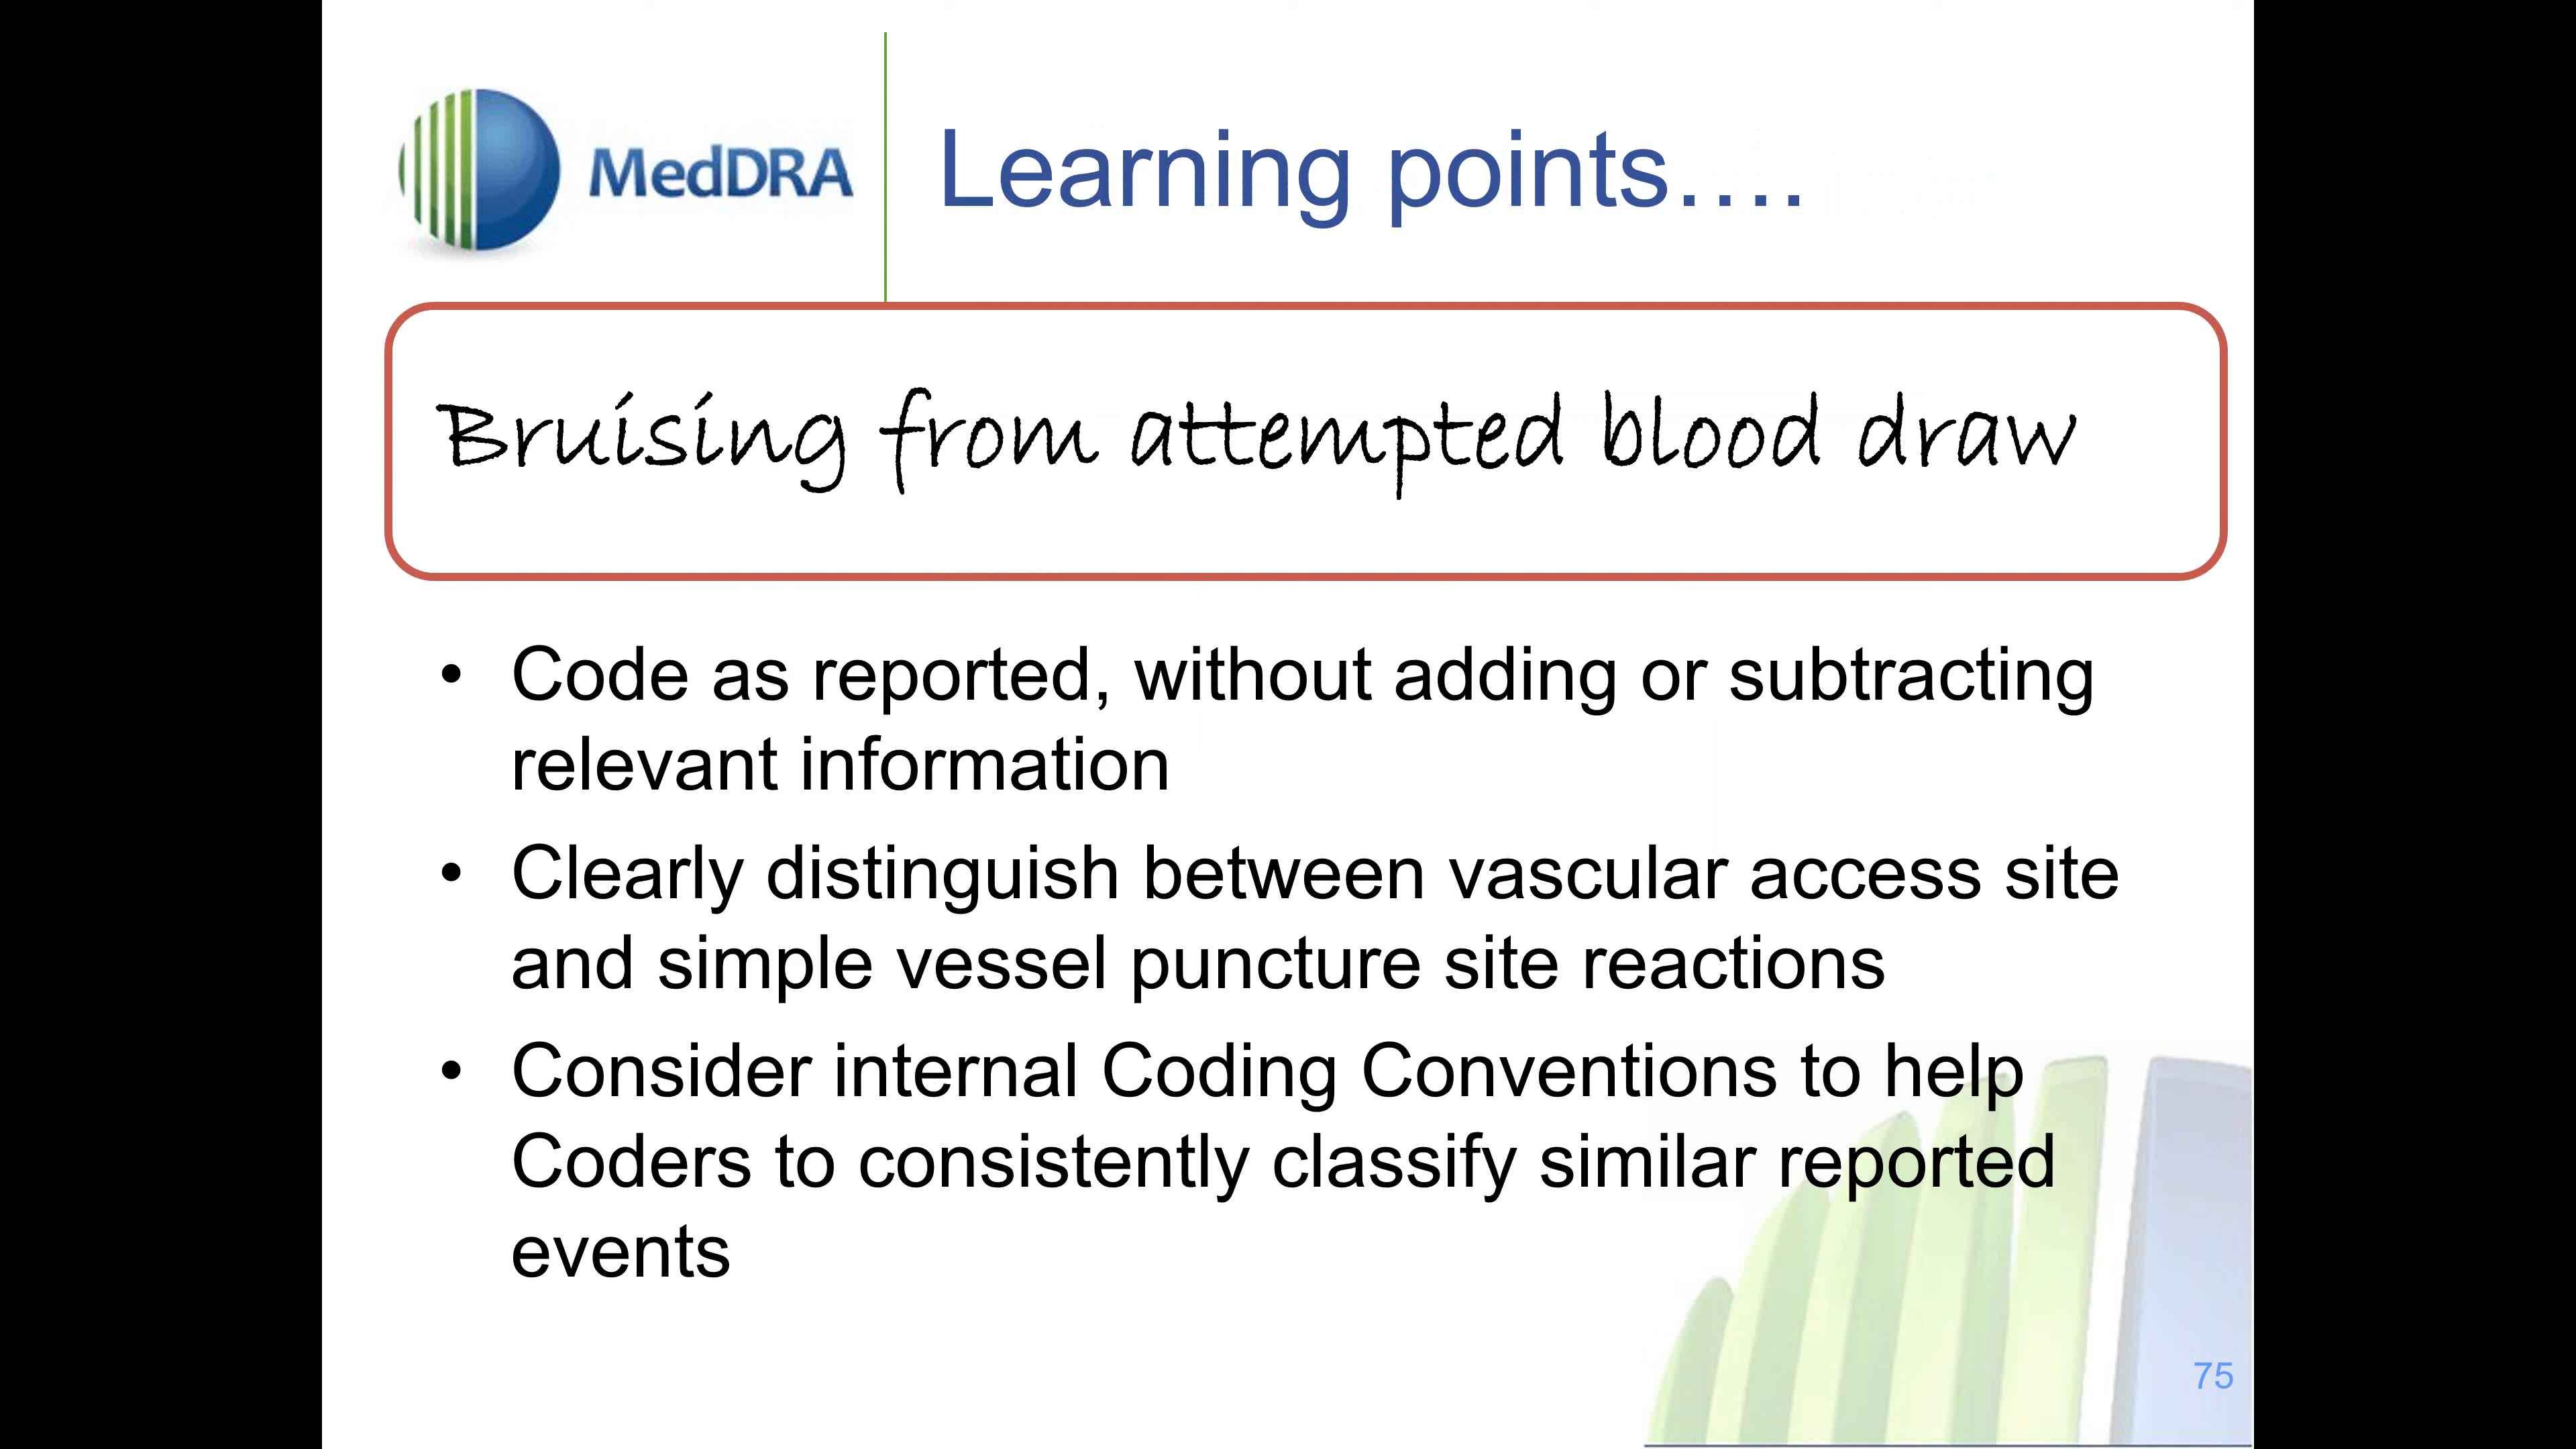 MedDRA
Learning points….
Bruising from attempted blood draw
• Code as reported, without adding or subtracting
relevant information
• Clearly distinguish between vascular access site
and simple vessel puncture site reactions
• Consider internal Coding Conventions to help
Coders to consistently classify similar reported
events
75